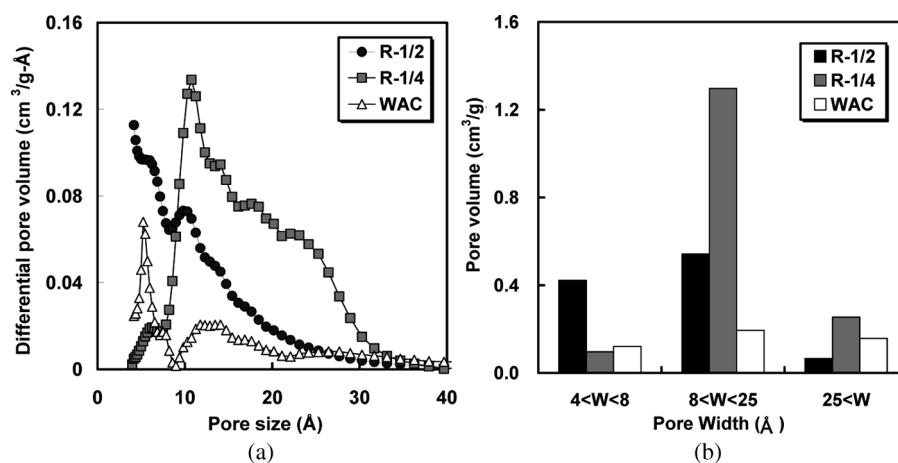 (a)
0.16
0.12
0.08
0.04
0
Differential pore volume (cm³/g-Å)
R-1/2
R-1/4
WAC
0 10 20 30 40
Pore size (Å)
(a)
(b)
1.6
1.2
0.8
0.4
0.0
Pore volume (cm³/g)
R-1/2
R-1/4
WAC
4<W<8 8<W<25 25<W
Pore Width (Å)
(b)